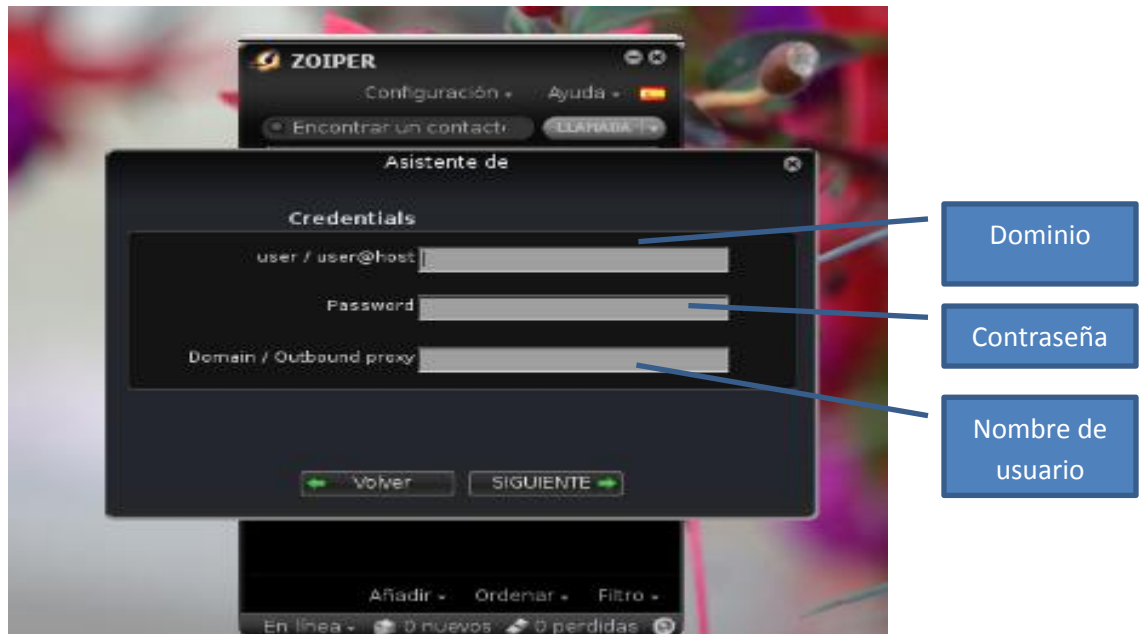 ZOIPER
Configuración
Ayuda
Encontrar un contact
LLAMADA
Asistente de
Credentials
user / user@host
Password
Domain / Outbound proxy
Volver
SIGUIENTE
Añadir
Ordenar
Filtro
En línea
0 nuevos
0 perdidas
Dominio
Contraseña
Nombre de
usuario